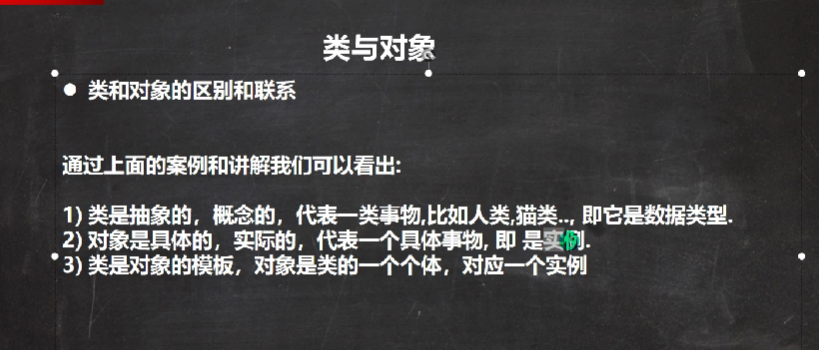 类与对象
● 类和对象的区别和联系
通过上面的案例和讲解我们可以看出:
1) 类是抽象的，概念的，代表一类事物,比如人类,猫类.., 即它是数据类型.
2) 对象是具体的，实际的，代表一个具体事物, 即 是实例.
3) 类是对象的模板，对象是类的一个个体，对应一个实例